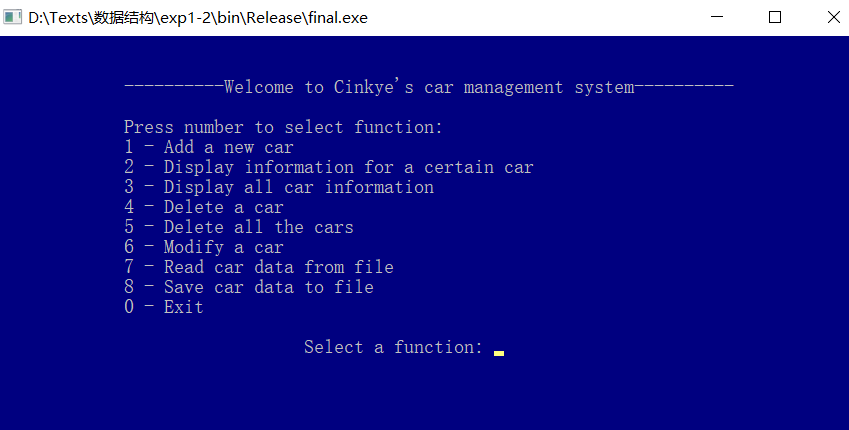 D:\Texts\数据结构\exp1-2\bin\Release\final.exe
----------Welcome to Cinkye's car management system----------
Press number to select function:
1 - Add a new car
2 - Display information for a certain car
3 - Display all car information
4 - Delete a car
5 - Delete all the cars
6 - Modify a car
7 - Read car data from file
8 - Save car data to file
0 - Exit
Select a function: